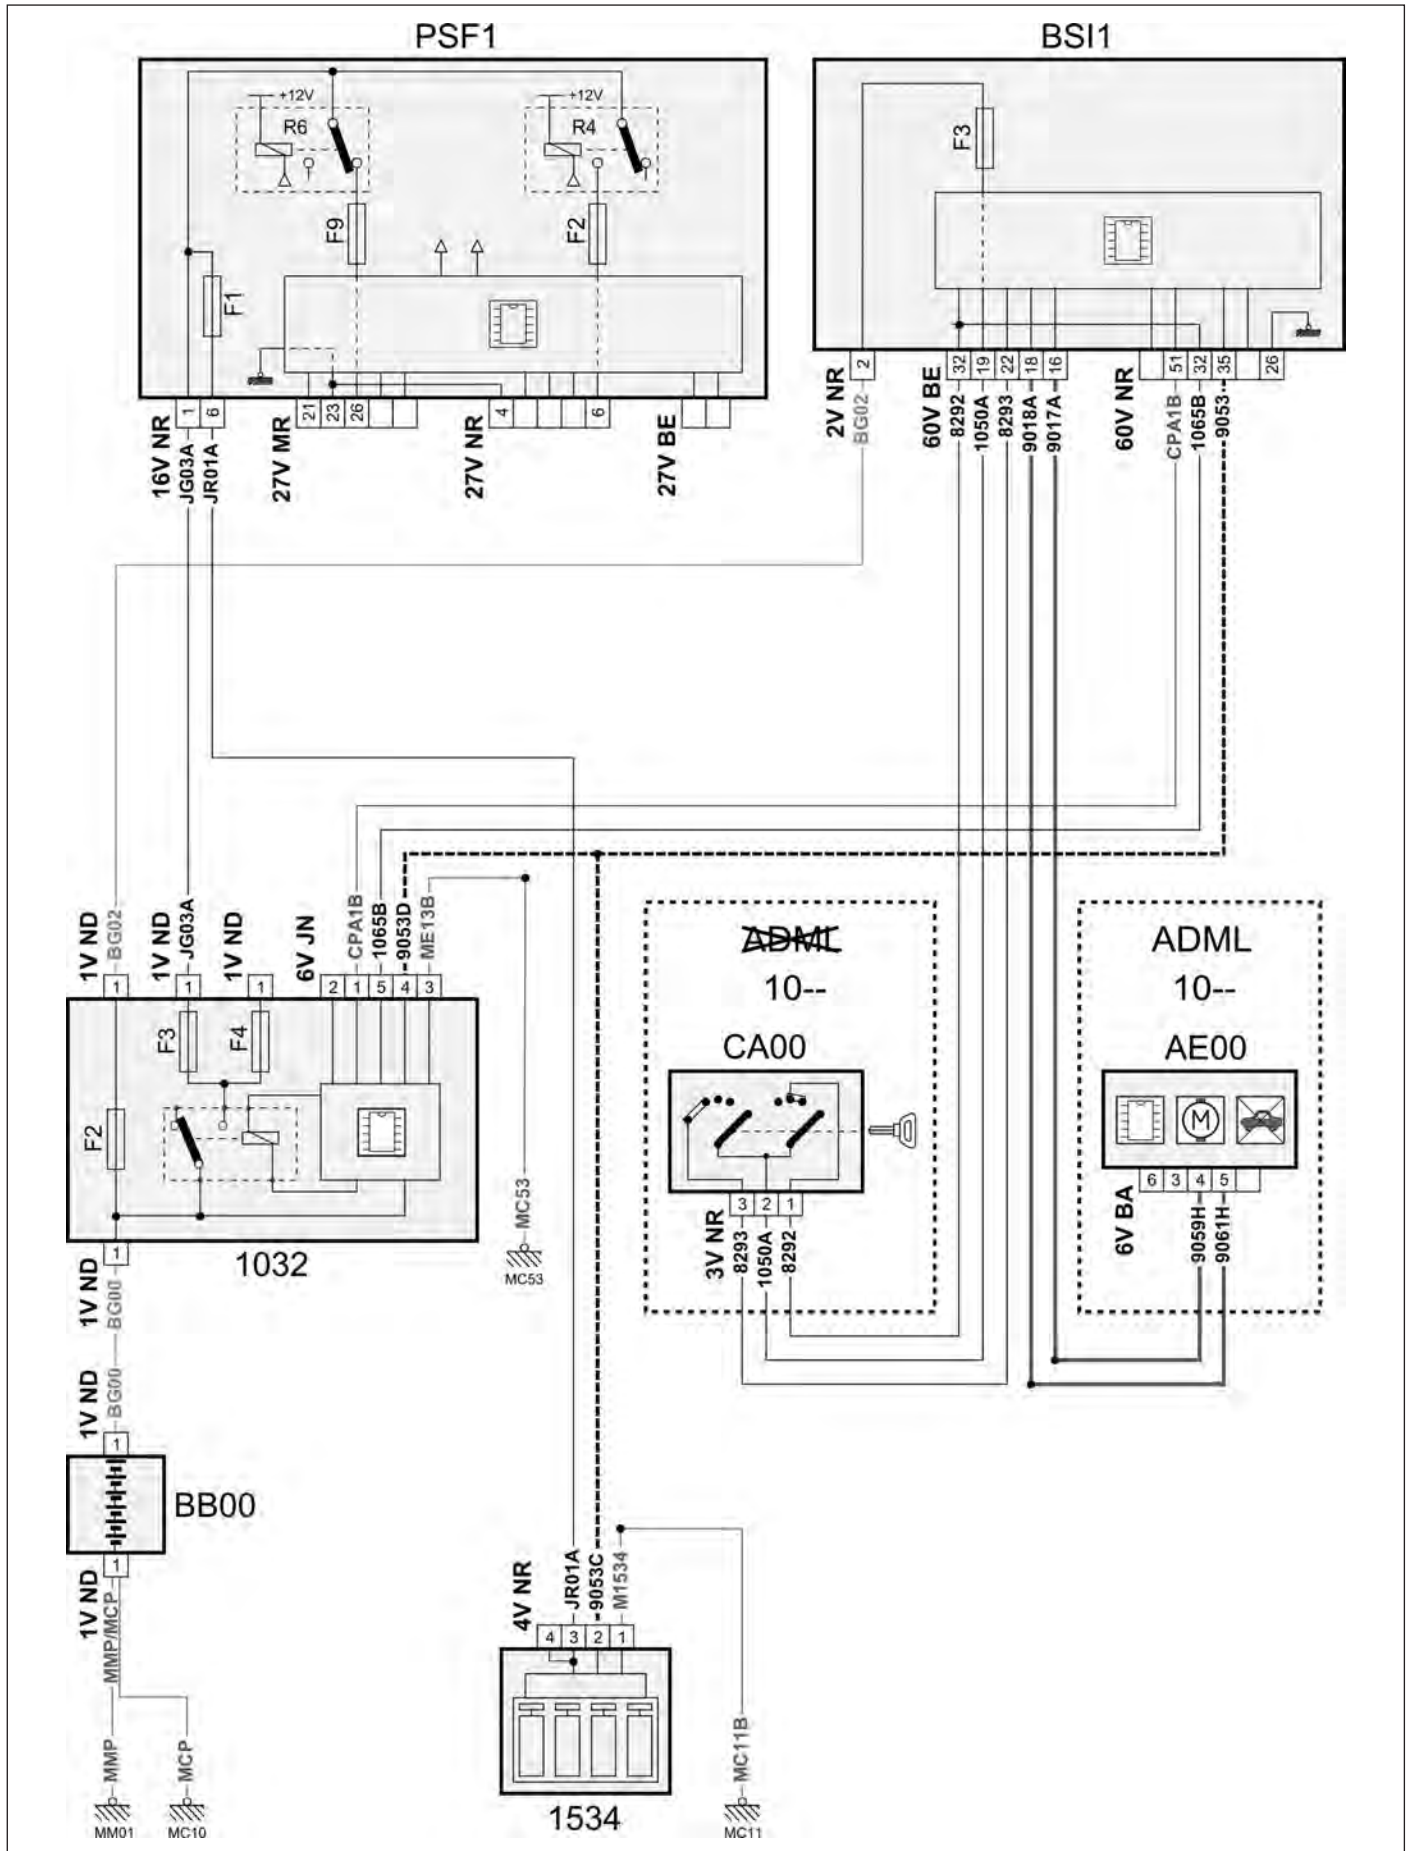 PSF1
BSI1
+12V
+12V
R6
R4
F3
F9
F2
F1
1
6
21
23
26
4
6
16V NR
JG03A
JR01A
27V MR
27V NR
27V BE
2
32
19
22
18
16
51
32
35
26
2V NR
BG02
60V BE
8292
1050A
8293
9018A
9017A
60V NR
CPA1B
1065B
9053
1V ND
BG02
1V ND
JG03A
1V ND
6V JN
CPA1B
1065B
9053D
ME13B
1
1
1
2
1
5
4
3
F3
F4
F2
1
1032
MC53
MC53
ADML
10--
CA00
3
2
1
3V NR
8293
1050A
8292
ADML
10--
AE00
M
6
3
4
5
6V BA
9059H
9061H
1V ND
BG00
1V ND
BG00
1
BB00
1
1V ND
MMP/MCP
MMP
MCP
MM01
MC10
4V NR
JR01A
9053C
M1534
4
3
2
1
1534
MC11B
MC11